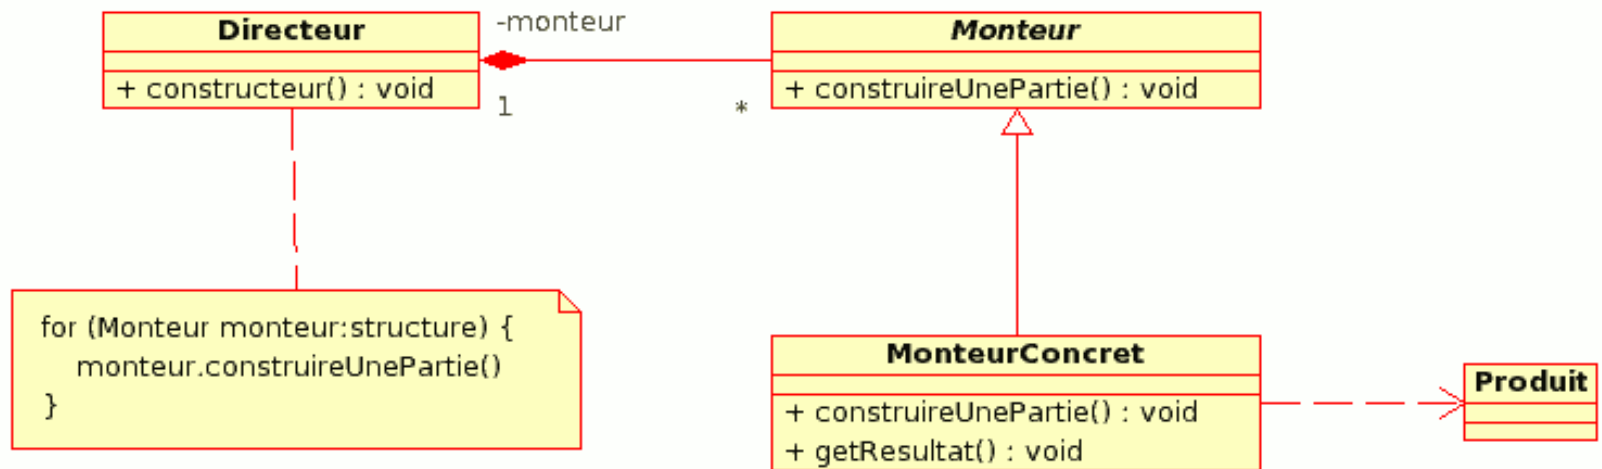 Directeur
+ constructeur() : void
-monteur
1
*
Monteur
+ construireUnePartie() : void
for (Monteur monteur:structure) {
monteur.construireUnePartie()
}
MonteurConcret
+ construireUnePartie() : void
+ getResultat() : void
Produit